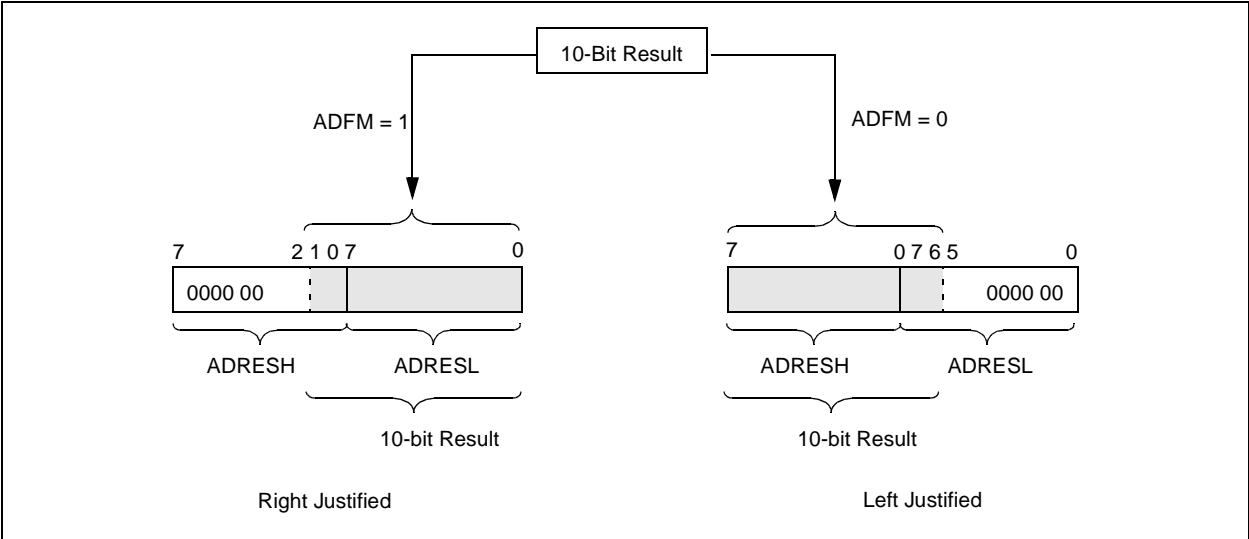 10-Bit Result
ADFM = 1
ADFM = 0
7 2 1 0 7 0
7 0 7 6 5 0
0000 00
0000 00
ADRESH ADRESL
ADRESH ADRESL
10-bit Result
10-bit Result
Right Justified
Left Justified